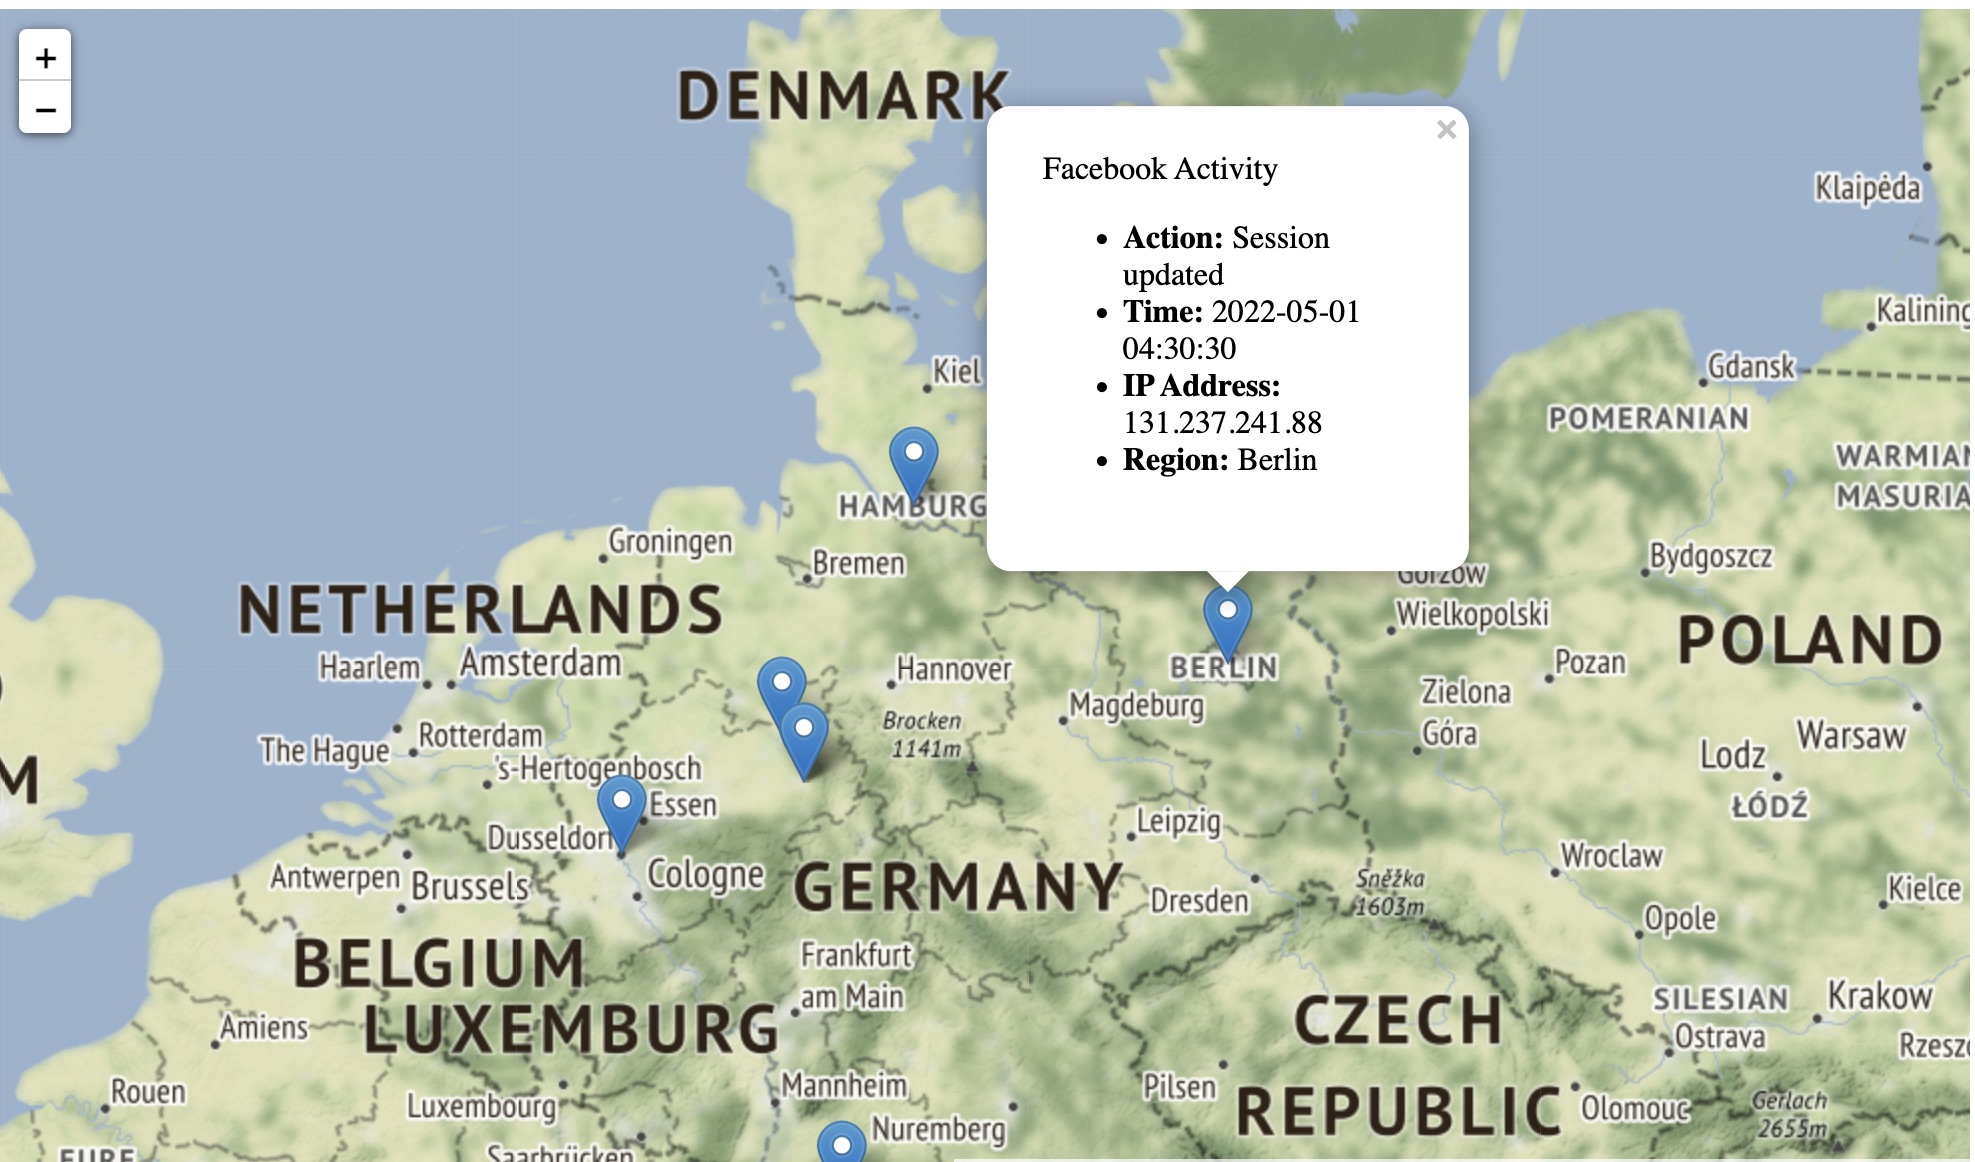 +
−
DENMARK
×
Facebook Activity
Action: Session
updated
Time: 2022-05-01
04:30:30
IP Address:
131.237.241.88
Region: Berlin
Klaipėda
Kalining
Kiel
Gdansk
POMERANIAN
WARMIAN
MASURIA
HAMBURG
Groningen
Bremen
Bydgoszcz
Gorzow
Wielkopolski
NETHERLANDS
POLAND
Haarlem
Amsterdam
Hannover
BERLIN
Pozan
Magdeburg
Zielona
Góra
Brocken
1141m
The Hague
Rotterdam
Lodz
Warsaw
's-Hertogenbosch
M
Essen
ŁÓDŹ
Dusseldorf
Leipzig
Antwerpen
Brussels
Cologne
GERMANY
Dresden
Sněžka
1603m
Wroclaw
Kielce
Opole
BELGIUM
Frankfurt
am Main
LUXEMBURG
CZECH
REPUBLIC
SILESIAN
Krakow
Amiens
Ostrava
Rzesz
Rouen
Luxembourg
Mannheim
Pilsen
Olomouc
Gerlach
2655m
Nuremberg
EURE
Saarbrücken